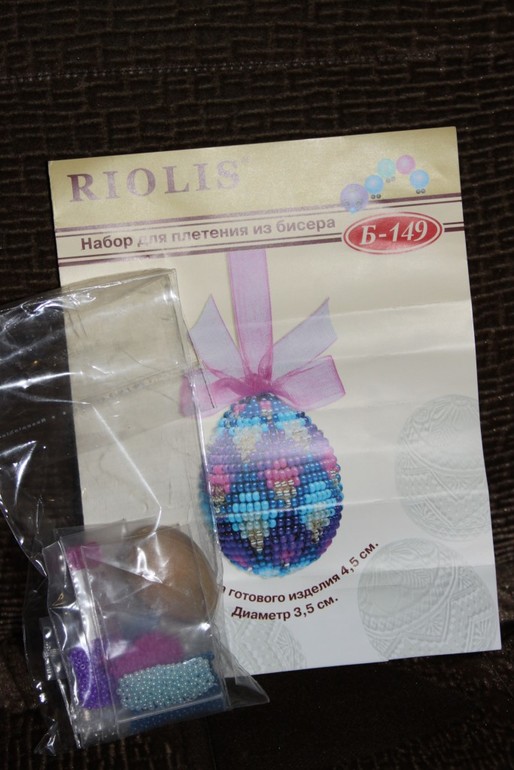 RIOLIS
Набор для плетения из бисера
Б-149
готового изделия 4,5 см.
Диаметр 3,5 см.